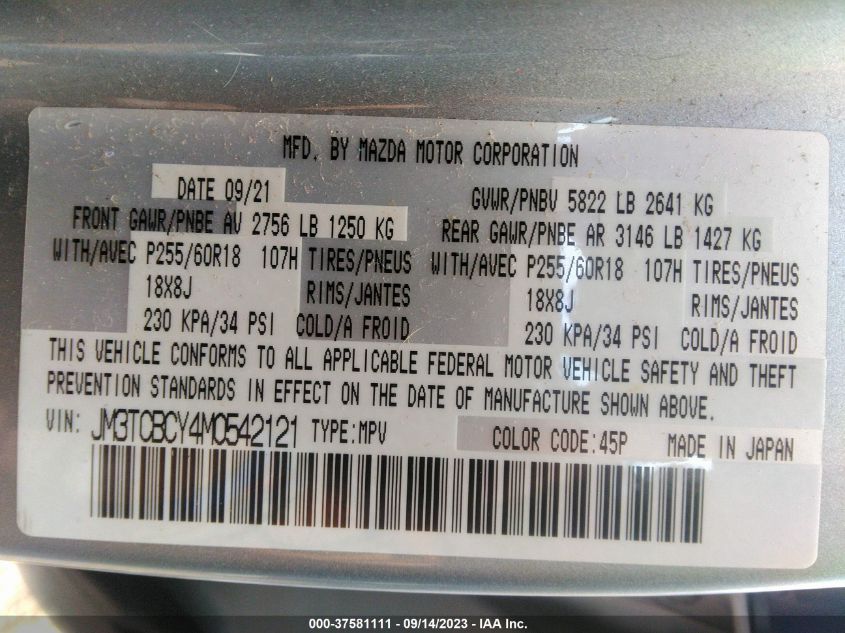 MFD. BY MAZDA MOTOR CORPORATION
DATE 09/21 GVWR/PNBV 5822 LB 2641 KG
FRONT GAWR/PNBE AV 2756 LB 1250 KG REAR GAWR/PNBE AR 3146 LB 1427 KG
WITH/AVEC P255/60R18 107H TIRES/PNEUS WITH/AVEC P255/60R18 107H TIRES/PNEUS
18X8J RIMS/JANTES 18X8J RIMS/JANTES
230 KPA/34 PSI COLD/A FROID 230 KPA/34 PSI COLD/A FROID
THIS VEHICLE CONFORMS TO ALL APPLICABLE FEDERAL MOTOR VEHICLE SAFETY AND THEFT
PREVENTION STANDARDS IN EFFECT ON THE DATE OF MANUFACTURE SHOWN ABOVE.
VIN: JM3TCBCY4M0542121 TYPE:MPV COLOR CODE:45P MADE IN JAPAN
000-37581111 - 09/14/2023 - IAA Inc.